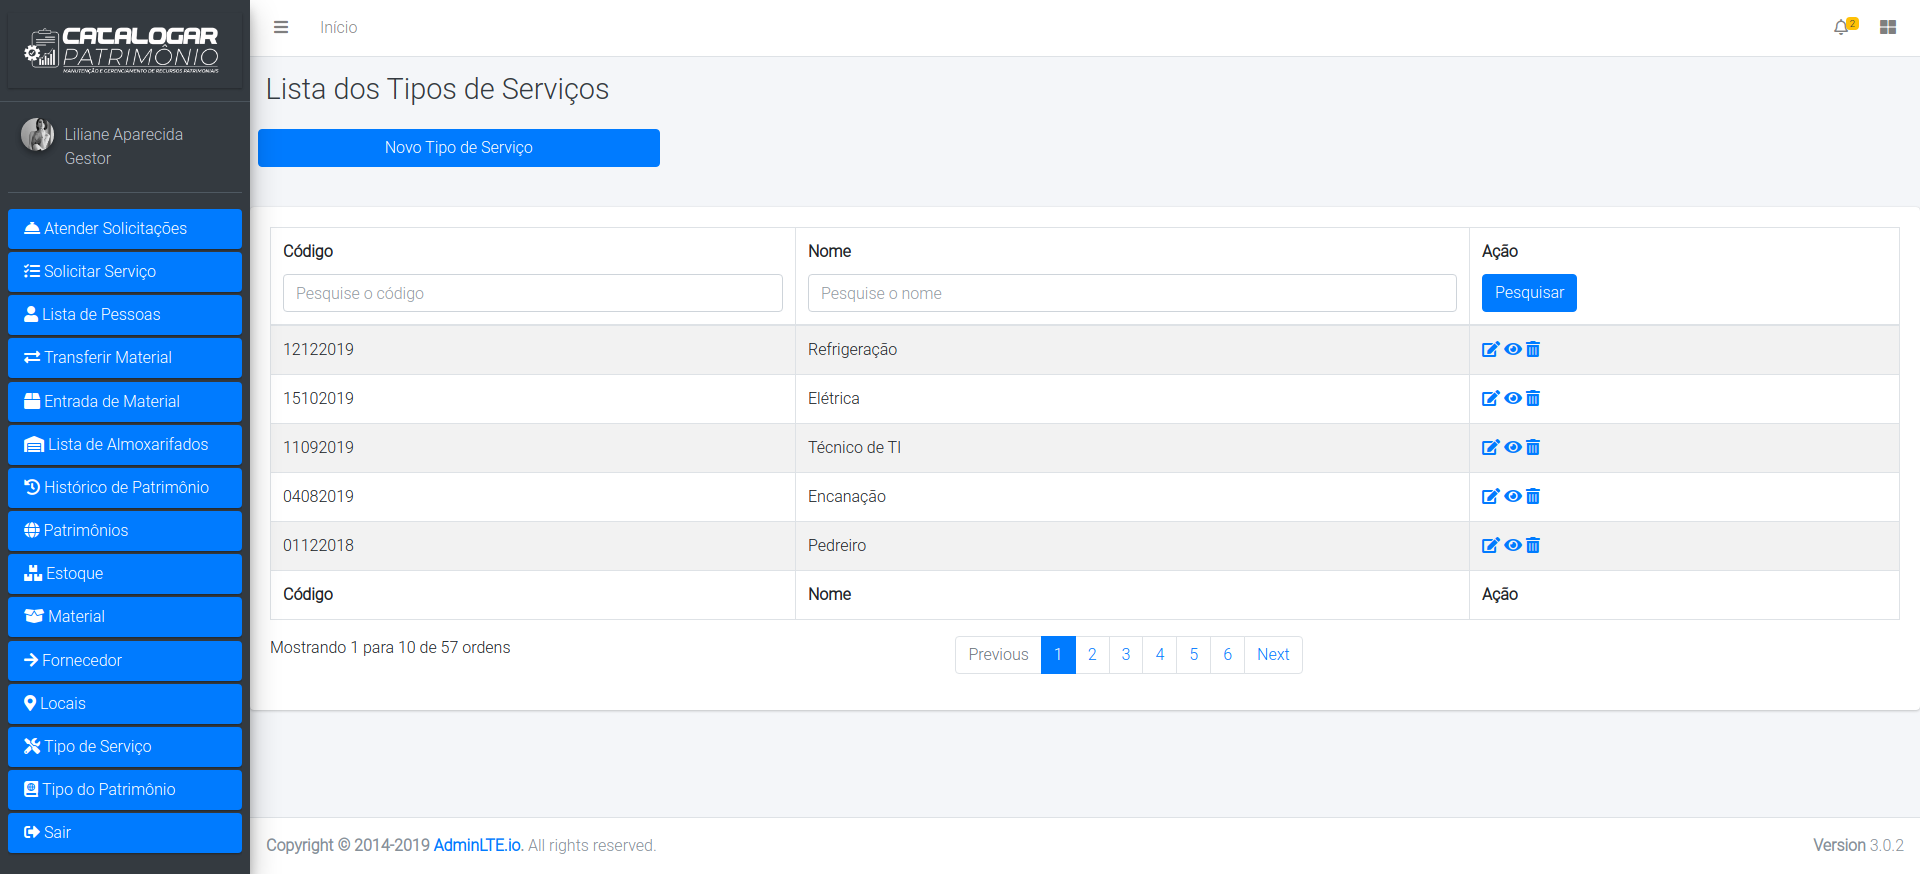 CATALOGAR
PATRIMÔNIO
MANUTENÇÃO E GERENCIAMENTO DE RECURSOS PATRIMONIAIS
Liliane Aparecida
Gestor
Atender Solicitações
Solicitar Serviço
Lista de Pessoas
Transferir Material
Entrada de Material
Lista de Almoxarifados
Histórico de Patrimônio
Patrimônios
Estoque
Material
Fornecedor
Locais
Tipo de Serviço
Tipo do Patrimônio
Sair
Início
2
Lista dos Tipos de Serviços
Novo Tipo de Serviço
Código Nome Ação
Pesquise o código Pesquise o nome Pesquisar
12122019 Refrigeração
15102019 Elétrica
11092019 Técnico de TI
04082019 Encanação
01122018 Pedreiro
Código Nome Ação
Mostrando 1 para 10 de 57 ordens
Previous 1 2 3 4 5 6 Next
Copyright © 2014-2019 AdminLTE.io. All rights reserved.
Version 3.0.2